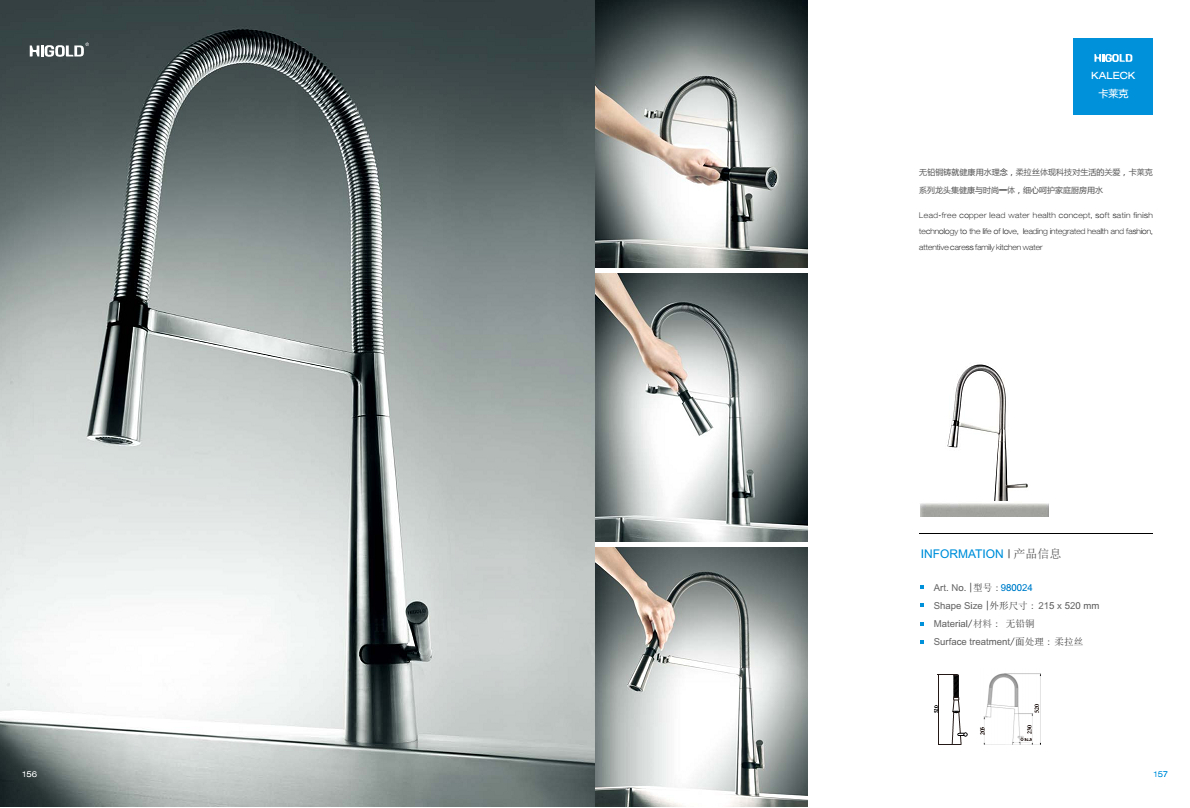 HIGOLD®
156
HIGOLD
KALECK
卡莱克
无铅铜铸就健康用水理念，柔拉丝体现科技对生活的关爱，卡莱克
系列龙头集健康与时尚一体，细心呵护家庭厨房用水
Lead-free copper lead water health concept, soft satin finish
technology to the life of love, leading integrated health and fashion,
attentive caress family kitchen water
INFORMATION | 产品信息
Art. No. |型号 : 980024
Shape Size |外形尺寸 : 215 x 520 mm
Material/材料 : 无铅铜
Surface treatment/面处理 : 柔拉丝
520
205
230
157